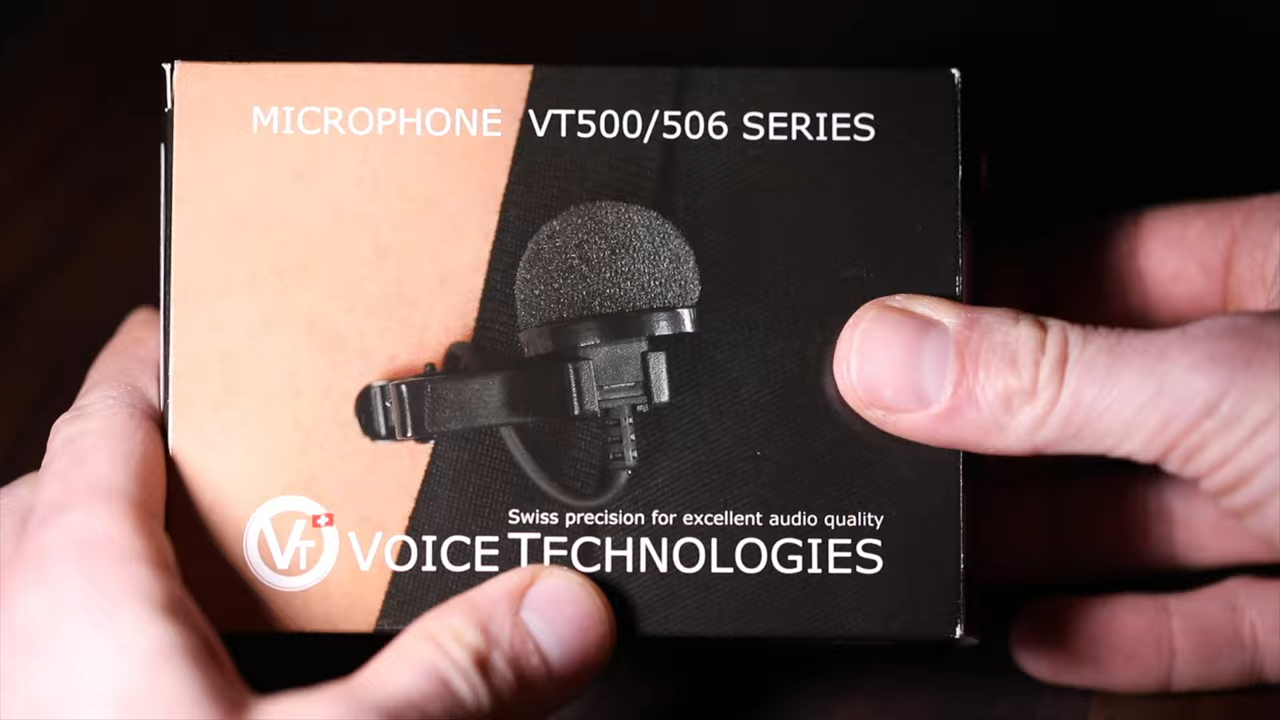 MICROPHONE VT500/506 SERIES
Swiss precision for excellent audio quality
VT VOICE TECHNOLOGIES